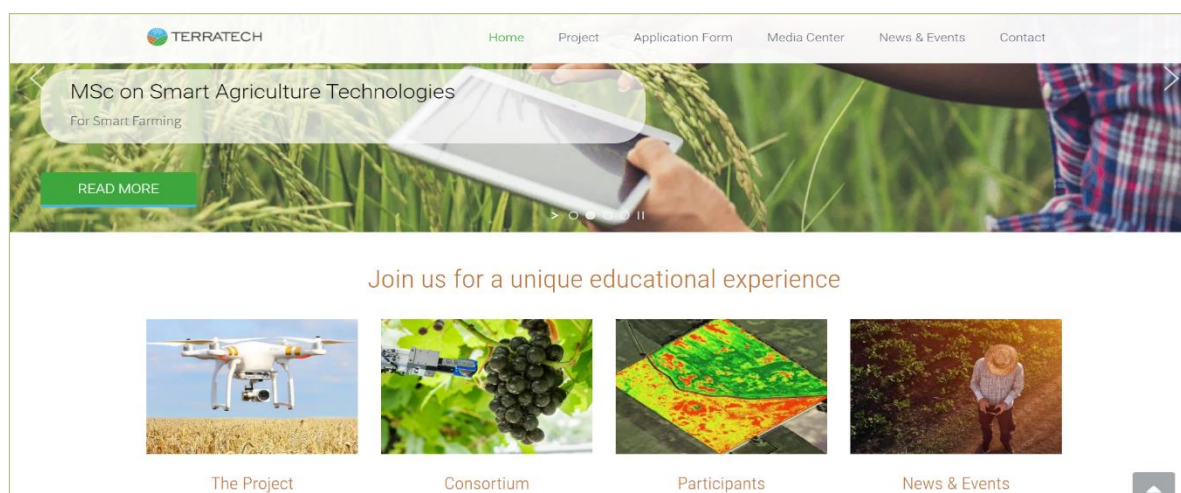 TERRATECH
Home Project Application Form Media Center News & Events Contact
MSc on Smart Agriculture Technologies
For Smart Farming
READ MORE
Join us for a unique educational experience
The Project Consortium Participants News & Events